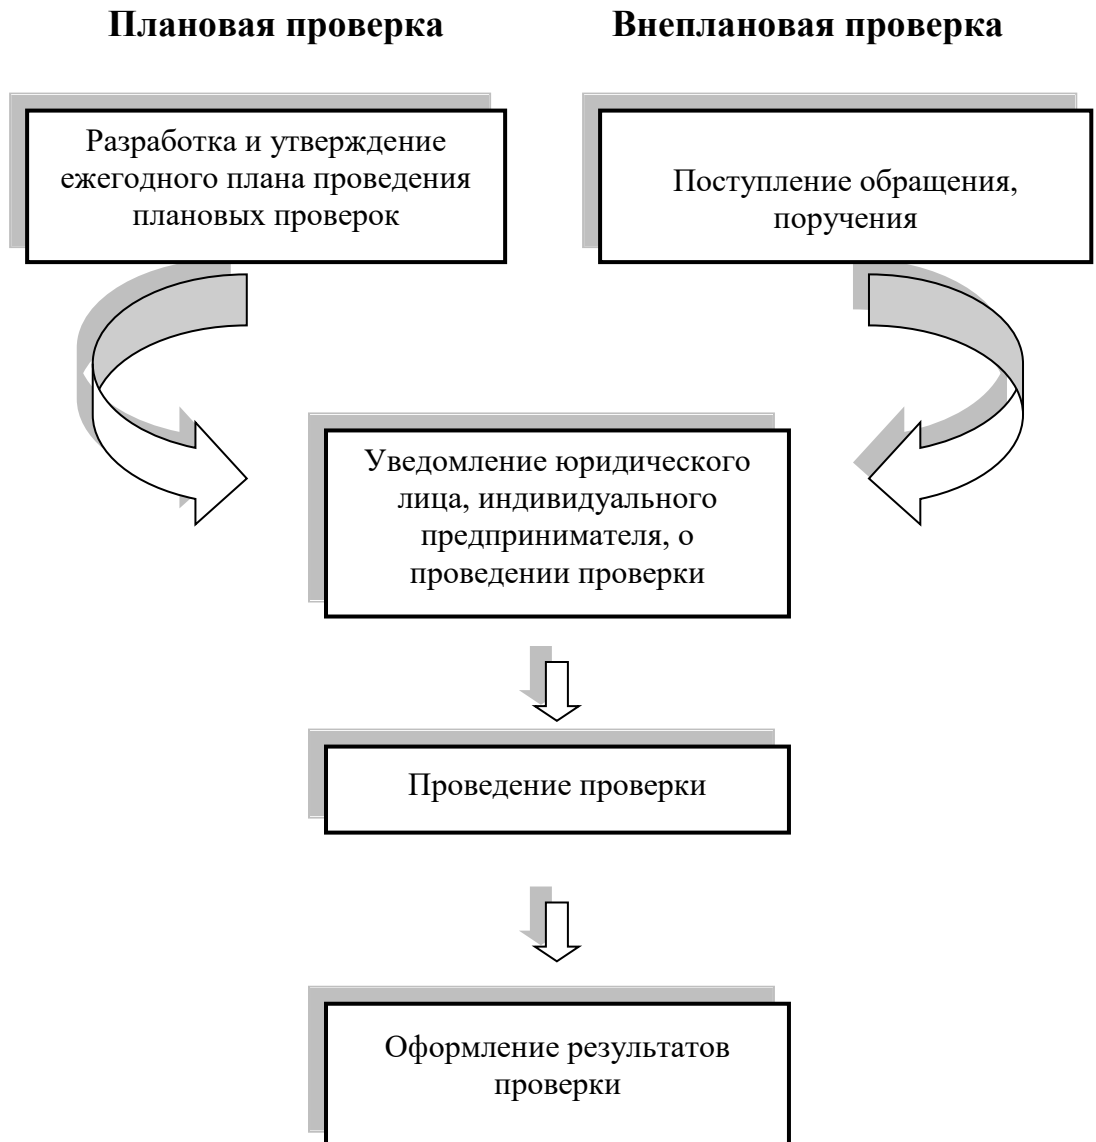 Плановая проверка
Внеплановая проверка
Разработка и утверждение
ежегодного плана проведения
плановых проверок
Поступление обращения,
поручения
Уведомление юридического
лица, индивидуального
предпринимателя, о
проведении проверки
Проведение проверки
Оформление результатов
проверки